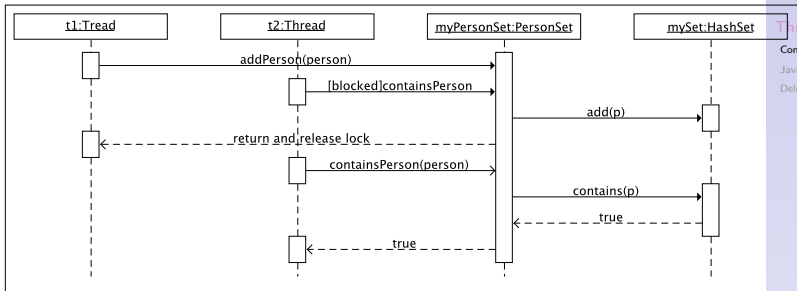 t1:Tread
t2:Thread
myPersonSet:PersonSet
mySet:HashSet
addPerson(person)
[blocked]containsPerson
add(p)
return and release lock
containsPerson(person)
contains(p)
true
true